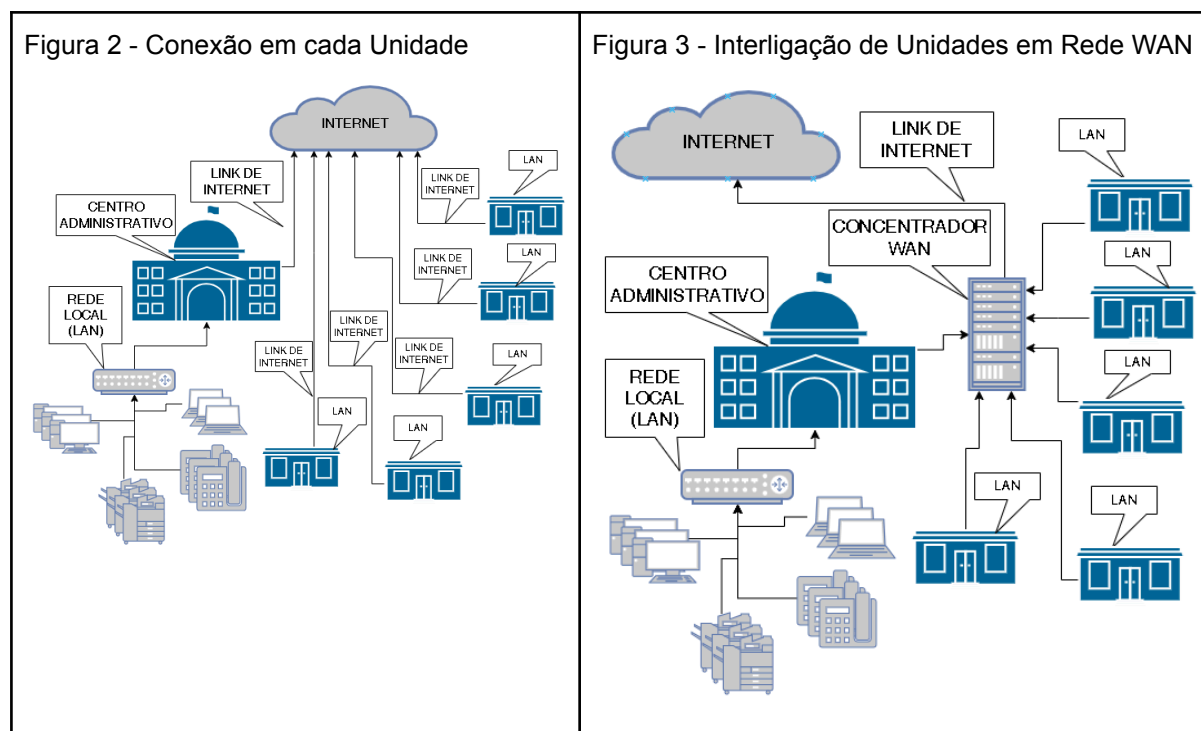 Figura 2 - Conexão em cada Unidade
INTERNET
LINK DE
INTERNET
LAN
LINK DE
INTERNET
CENTRO
ADMINISTRATIVO
LAN
LINK DE
INTERNET
REDE
LOCAL
(LAN)
LINK DE
INTERNET
LINK DE
INTERNET
LINK DE
INTERNET
LAN
LAN
LAN
Figura 3 - Interligação de Unidades em Rede WAN
INTERNET
LINK DE
INTERNET
LAN
CONCENTRADOR
WAN
LAN
CENTRO
ADMINISTRATIVO
LAN
REDE
LOCAL
(LAN)
LAN
LAN